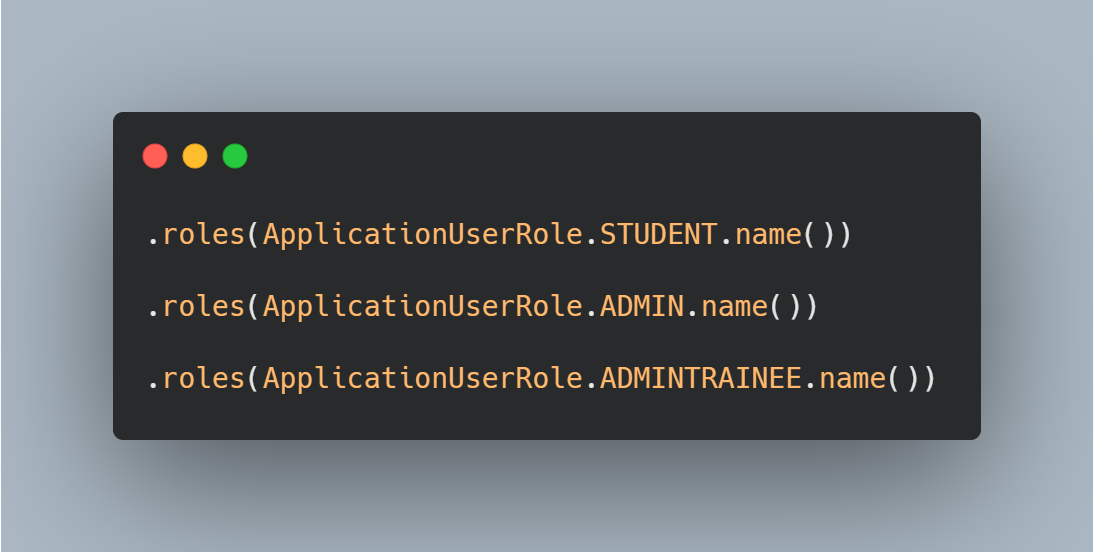 .roles(ApplicationUserRole.STUDENT.name())
.roles(ApplicationUserRole.ADMIN.name())
.roles(ApplicationUserRole.ADMINTRAINEE.name())